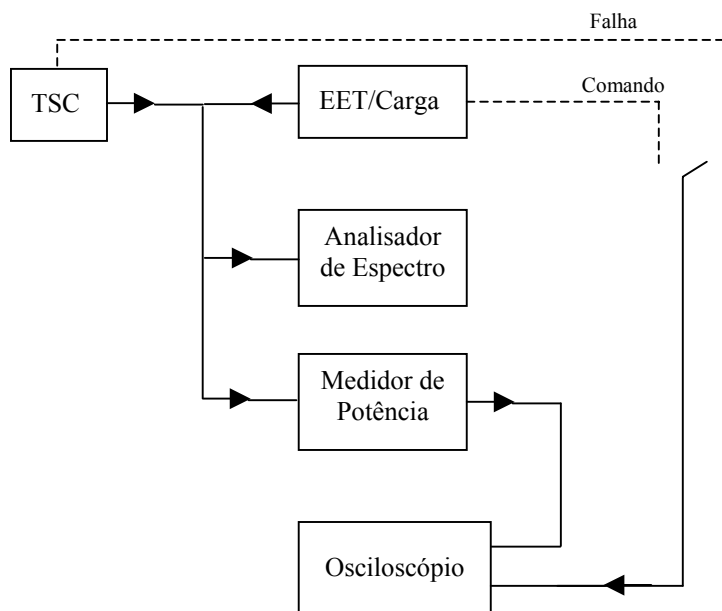 Falha
TSC
EET/Carga
Comando
Analisador
de Espectro
Medidor de
Potência
Osciloscópio